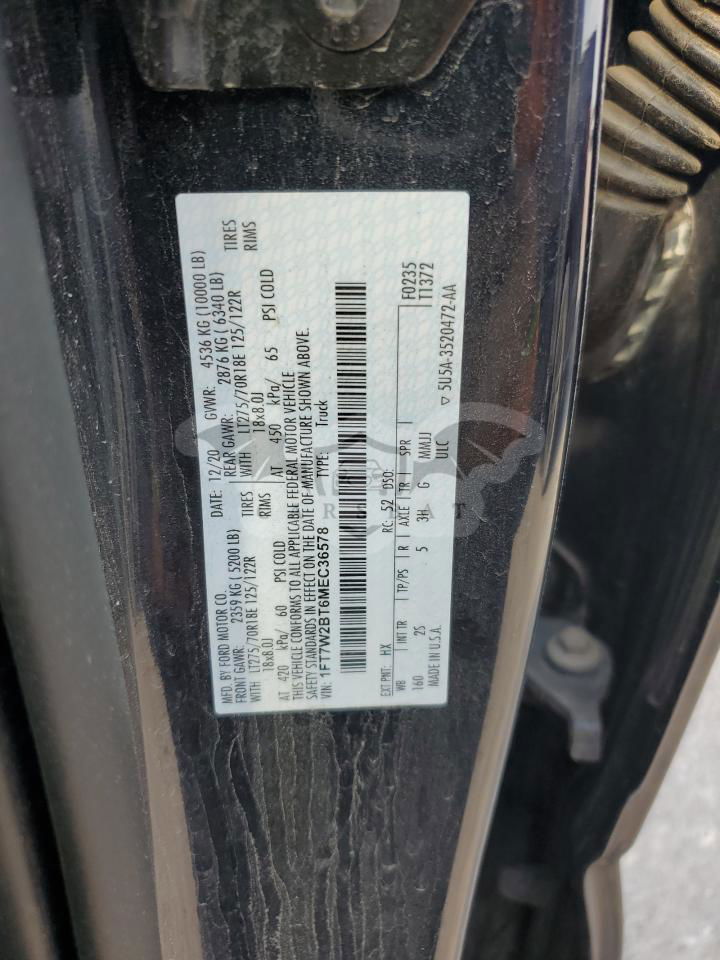 MFD. BY FORD MOTOR CO.
DATE: 12/20 GVWR: 4536 KG (10000 LB)
FRONT GAWR: 2359 KG (5200 LB)
REAR GAWR: 2876 KG (6340 LB)
WITH LT275/70R18E 125/122R TIRES
WITH LT275/70R18E 125/122R TIRES
18x8.0J RIMS
18x8.0J RIMS
AT 420 kPa/ 60 PSI COLD
AT 450 kPa/ 65 PSI COLD
THIS VEHICLE CONFORMS TO ALL APPLICABLE FEDERAL MOTOR VEHICLE
SAFETY STANDARDS IN EFFECT ON THE DATE OF MANUFACTURE SHOWN ABOVE.
VIN: 1FT7W2BT6MEC36578 TYPE: Truck
EXT PNT: HX RC: 52 DSO:
WB INT TR TP/PS R AXLE TR SPR
F0235
T1372
160 2S 5 3H G MMJJ
MADE IN U.S.A. ULC
▽ 5U5A-3520472-AA